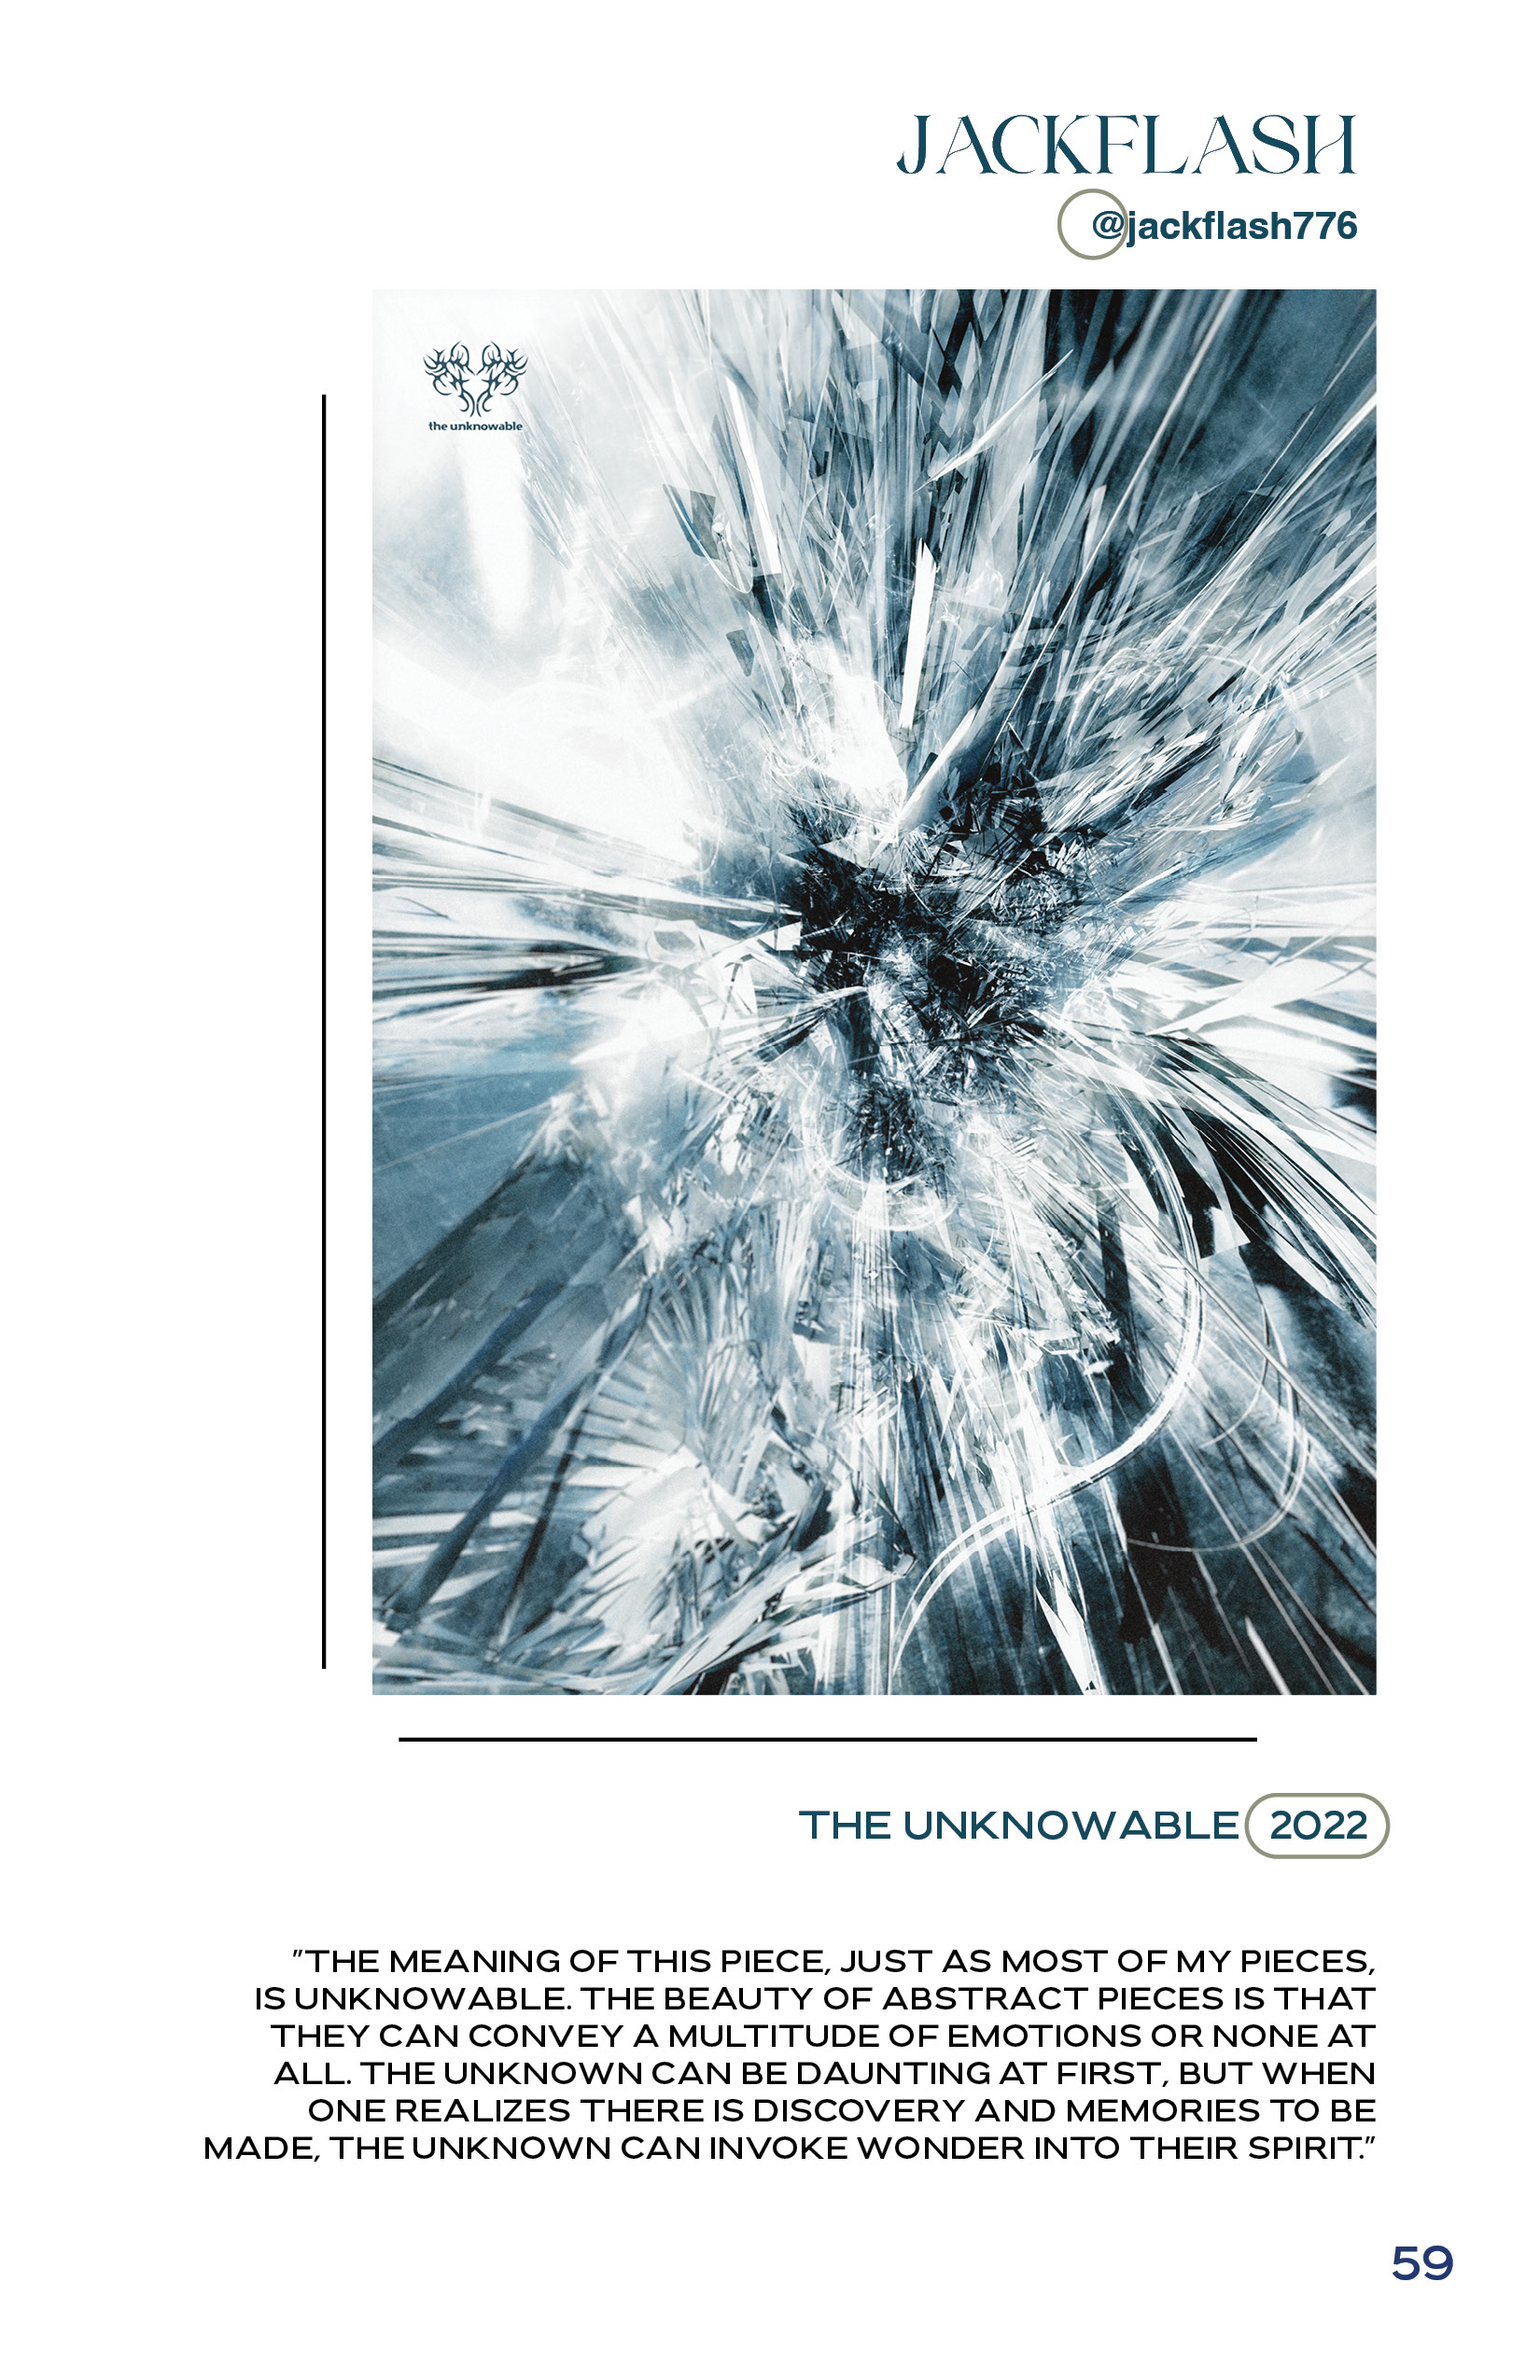 JACKFLASH
@jackflash776
the unknowable
THE UNKNOWABLE 2022
"THE MEANING OF THIS PIECE, JUST AS MOST OF MY PIECES,
IS UNKNOWABLE. THE BEAUTY OF ABSTRACT PIECES IS THAT
THEY CAN CONVEY A MULTITUDE OF EMOTIONS OR NONE AT
ALL. THE UNKNOWN CAN BE DAUNTING AT FIRST, BUT WHEN
ONE REALIZES THERE IS DISCOVERY AND MEMORIES TO BE
MADE, THE UNKNOWN CAN INVOKE WONDER INTO THEIR SPIRIT."
59